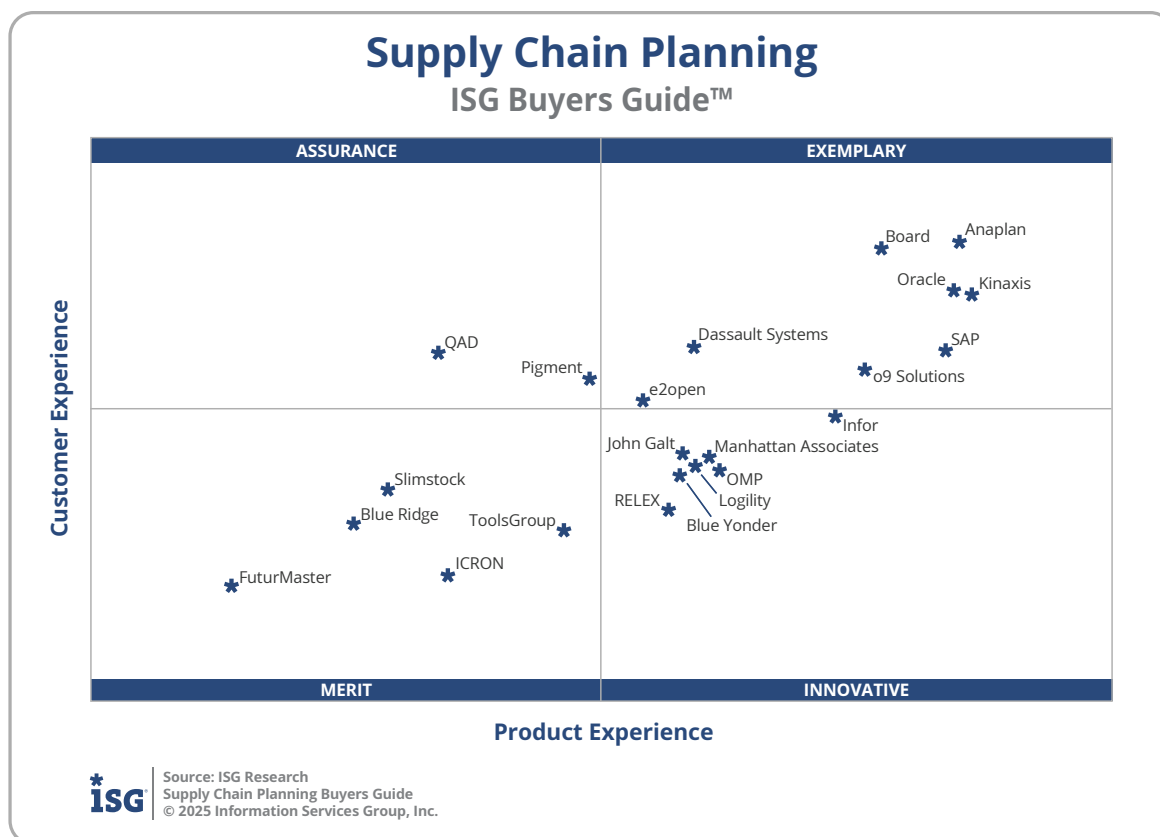 Supply Chain Planning
ISG Buyers Guide™
ASSURANCE
EXEMPLARY
Board
Anaplan
Oracle
Kinaxis
Dassault Systems
SAP
QAD
Pigment
o9 Solutions
e2open
Customer Experience
Infor
John Galt
Manhattan Associates
OMP
Logility
RELEX
Blue Yonder
Slimstock
Blue Ridge
ToolsGroup
ICRON
FuturMaster
MERIT
INNOVATIVE
Product Experience
iSG
Source: ISG Research
Supply Chain Planning Buyers Guide
© 2025 Information Services Group, Inc.